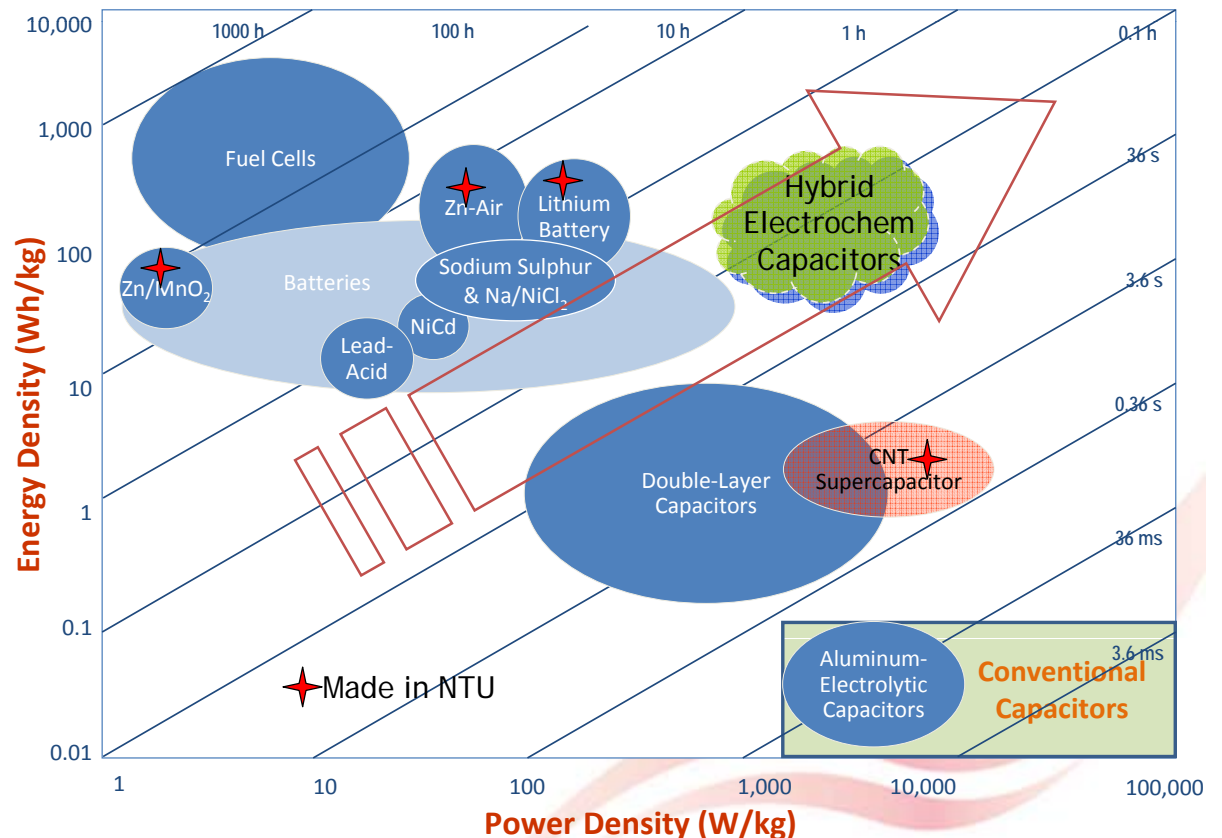 10,000
1000 h
100 h
10 h
1 h
0.1 h
1,000
Fuel Cells
36 s
Hybrid
Electrochem
Capacitors
Zn-Air
Lithium
Battery
100
Zn/MnO₂
Batteries
Sodium Sulphur
& Na/NiCl₂
3.6 s
NiCd
Lead-
Acid
10
0.36 s
CNT
Supercapacitor
Double-Layer
Capacitors
1
36 ms
0.1
3.6 ms
Aluminum-
Electrolytic
Capacitors
Conventional
Capacitors
Made in NTU
0.01
1
10
100
1,000
10,000
100,000
Energy Density (Wh/kg)
Power Density (W/kg)